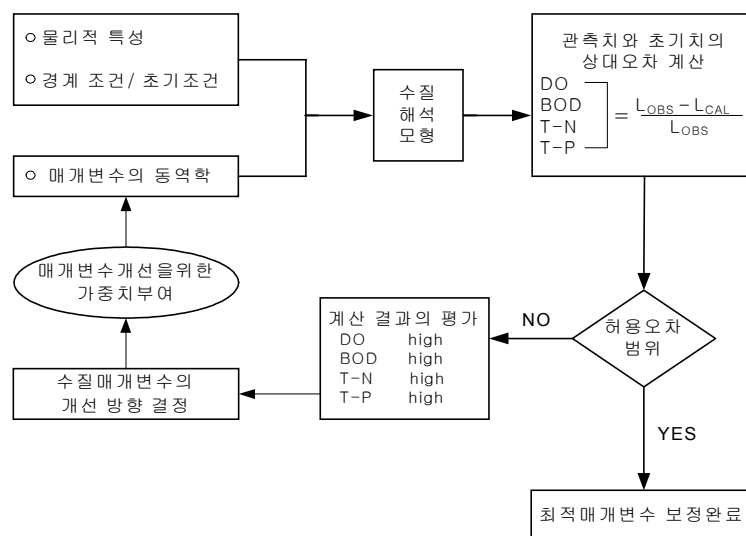 ○ 물리적 특성
○ 경계 조건/ 초기조건
○ 매개변수의 동역학
매개변수개선을위한
가중치부여
수질매개변수의
개선 방향 결정
수질
해석
모형
관측치와 초기치의
상대오차 계산
DO
BOD
T-N
T-P
= L_OBS - L_CAL
L_OBS
계산 결과의 평가
DO high
BOD high
T-N high
T-P high
NO
허용오차
범위
YES
최적매개변수 보정완료